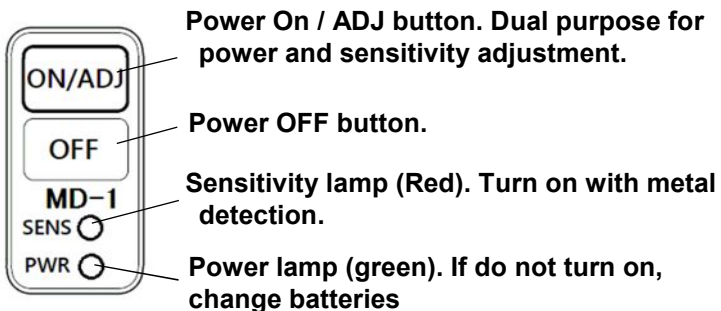 Power On / ADJ button. Dual purpose for
power and sensitivity adjustment.
ON/ADJ
Power OFF button.
OFF
MD-1
Sensitivity lamp (Red). Turn on with metal
detection.
SENS
PWR
Power lamp (green). If do not turn on,
change batteries